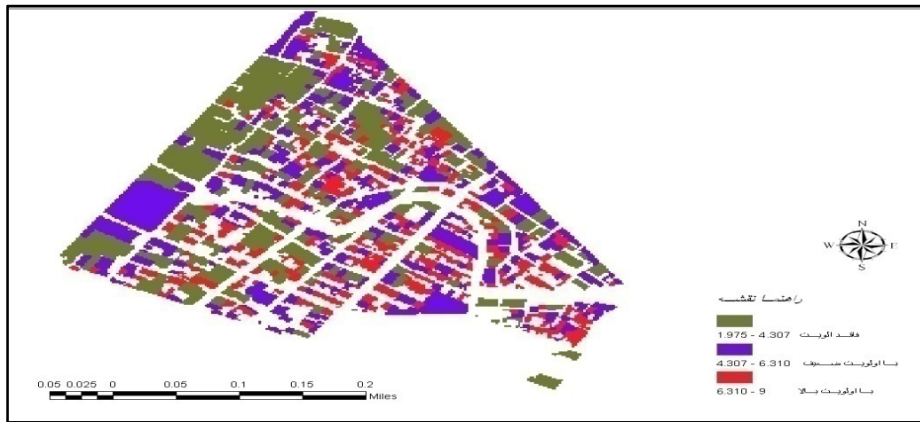 N
W E
S
راهنما نقشه
1.975 - 4.307 فاقد الویت
4.307 - 6.310 با اولویت ضعیف
6.310 - 9 با اولویت بالا
0.05 0.025 0 0.05 0.1 0.15 0.2
Miles